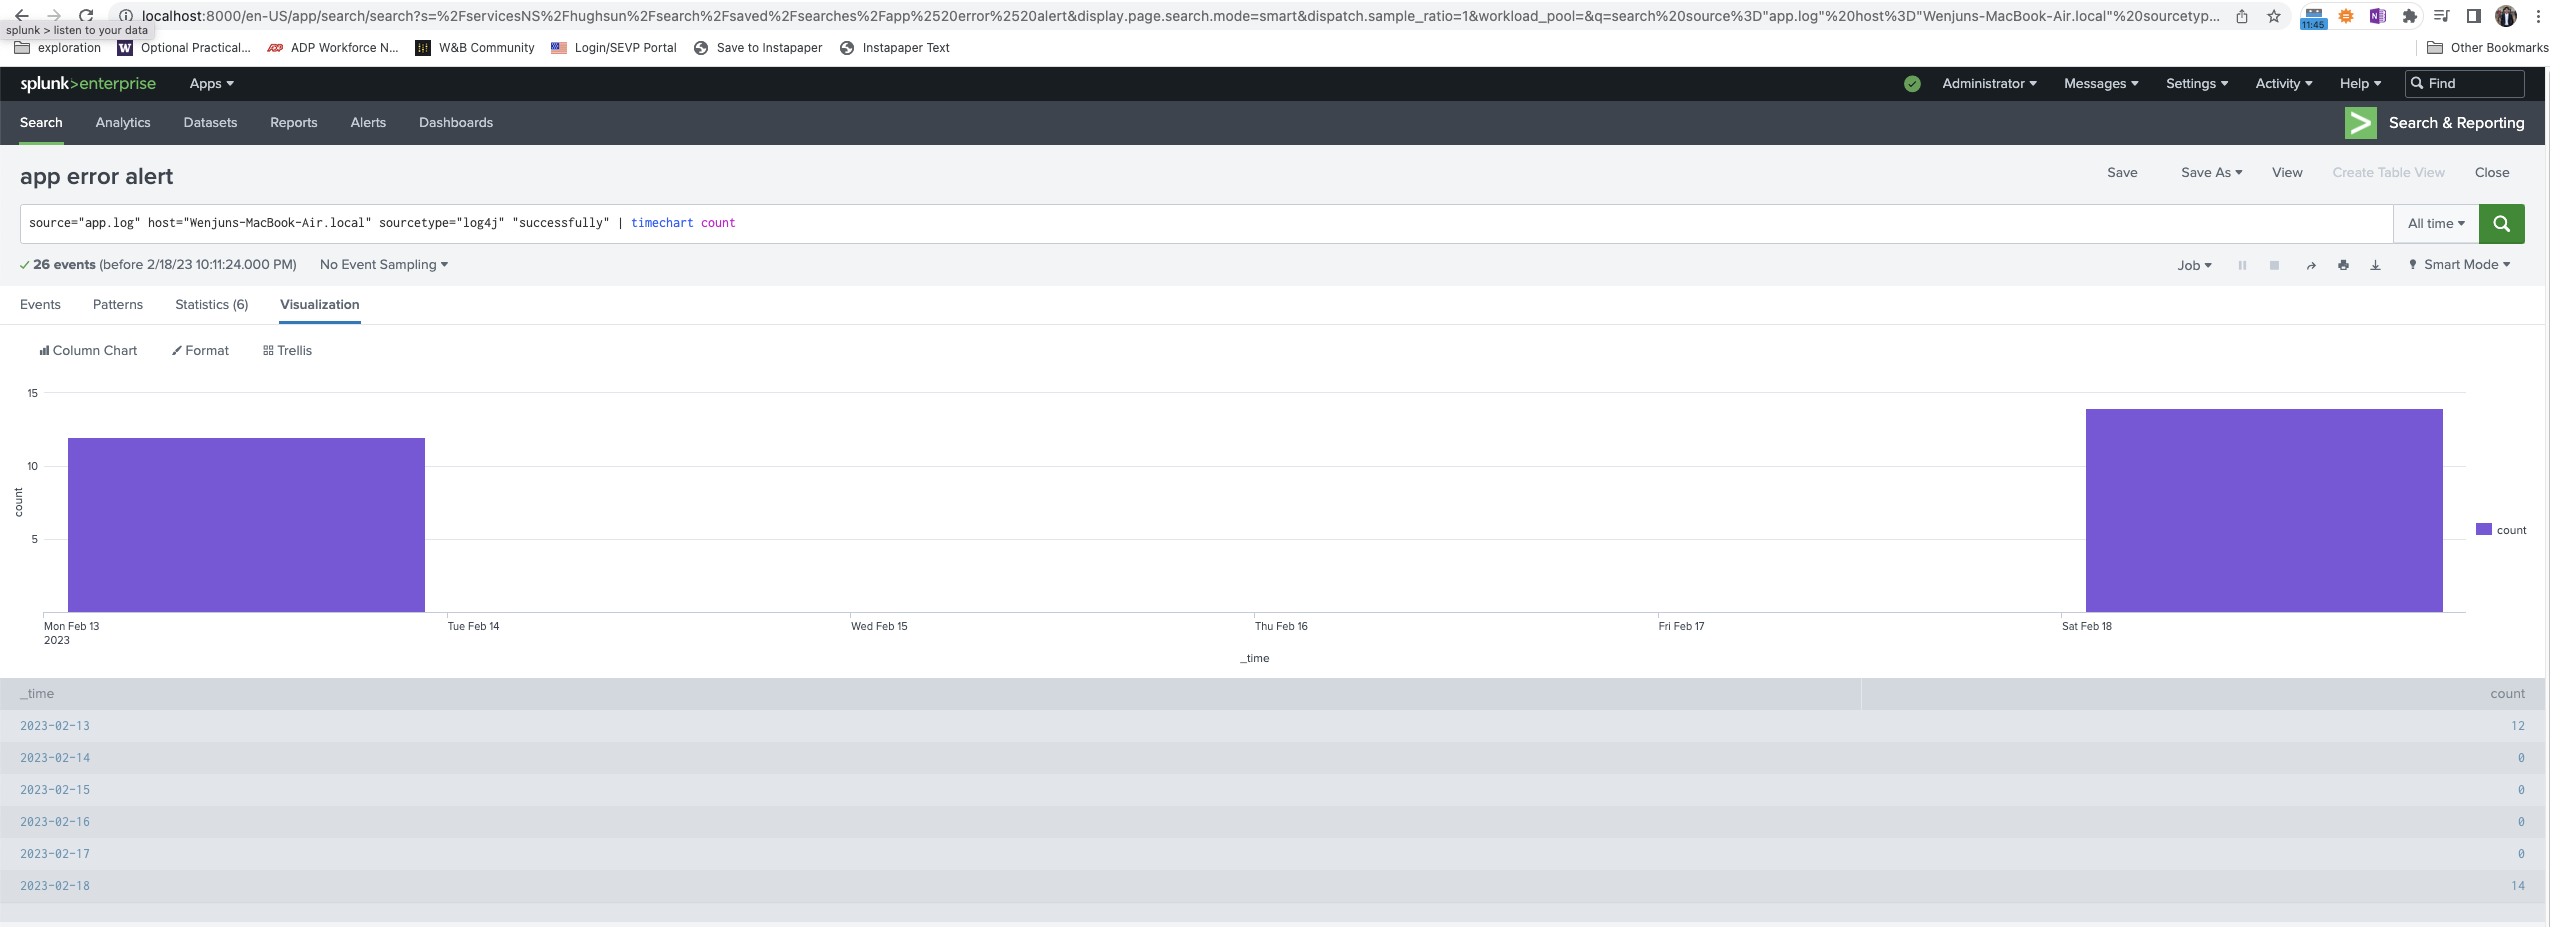 localhost:8000/en-US/app/search/search?s=%2FservicesNS%2Fhughsun%2Fsearch%2Fsaved%2Fsearches%2Fapp%2520error%2520alert&display.page.search.mode=smart&dispatch.sample_ratio=1&workload_pool=&q=search%20source%3D"app.log"%20host%3D"Wenjuns-MacBook-Air.local"%20sourcetyp...
11:45
splunk > listen to your data
exploration
W Optional Practical...
ADP Workforce N...
W&B Community
Login/SEVP Portal
Save to Instapaper
Instapaper Text
Other Bookmarks
splunk>enterprise
Apps
Administrator
Messages
Settings
Activity
Help
Find
Search
Analytics
Datasets
Reports
Alerts
Dashboards
Search & Reporting
app error alert
Save
Save As
View
Create Table View
Close
source="app.log" host="Wenjuns-MacBook-Air.local" sourcetype="log4j" "successfully" | timechart count
All time
26 events (before 2/18/23 10:11:24.000 PM)
No Event Sampling
Job
Smart Mode
Events
Patterns
Statistics (6)
Visualization
Column Chart
Format
Trellis
15
10
5
count
count
Mon Feb 13
2023
Tue Feb 14
Wed Feb 15
Thu Feb 16
Fri Feb 17
Sat Feb 18
_time
_time count
2023-02-13 12
2023-02-14 0
2023-02-15 0
2023-02-16 0
2023-02-17 0
2023-02-18 14